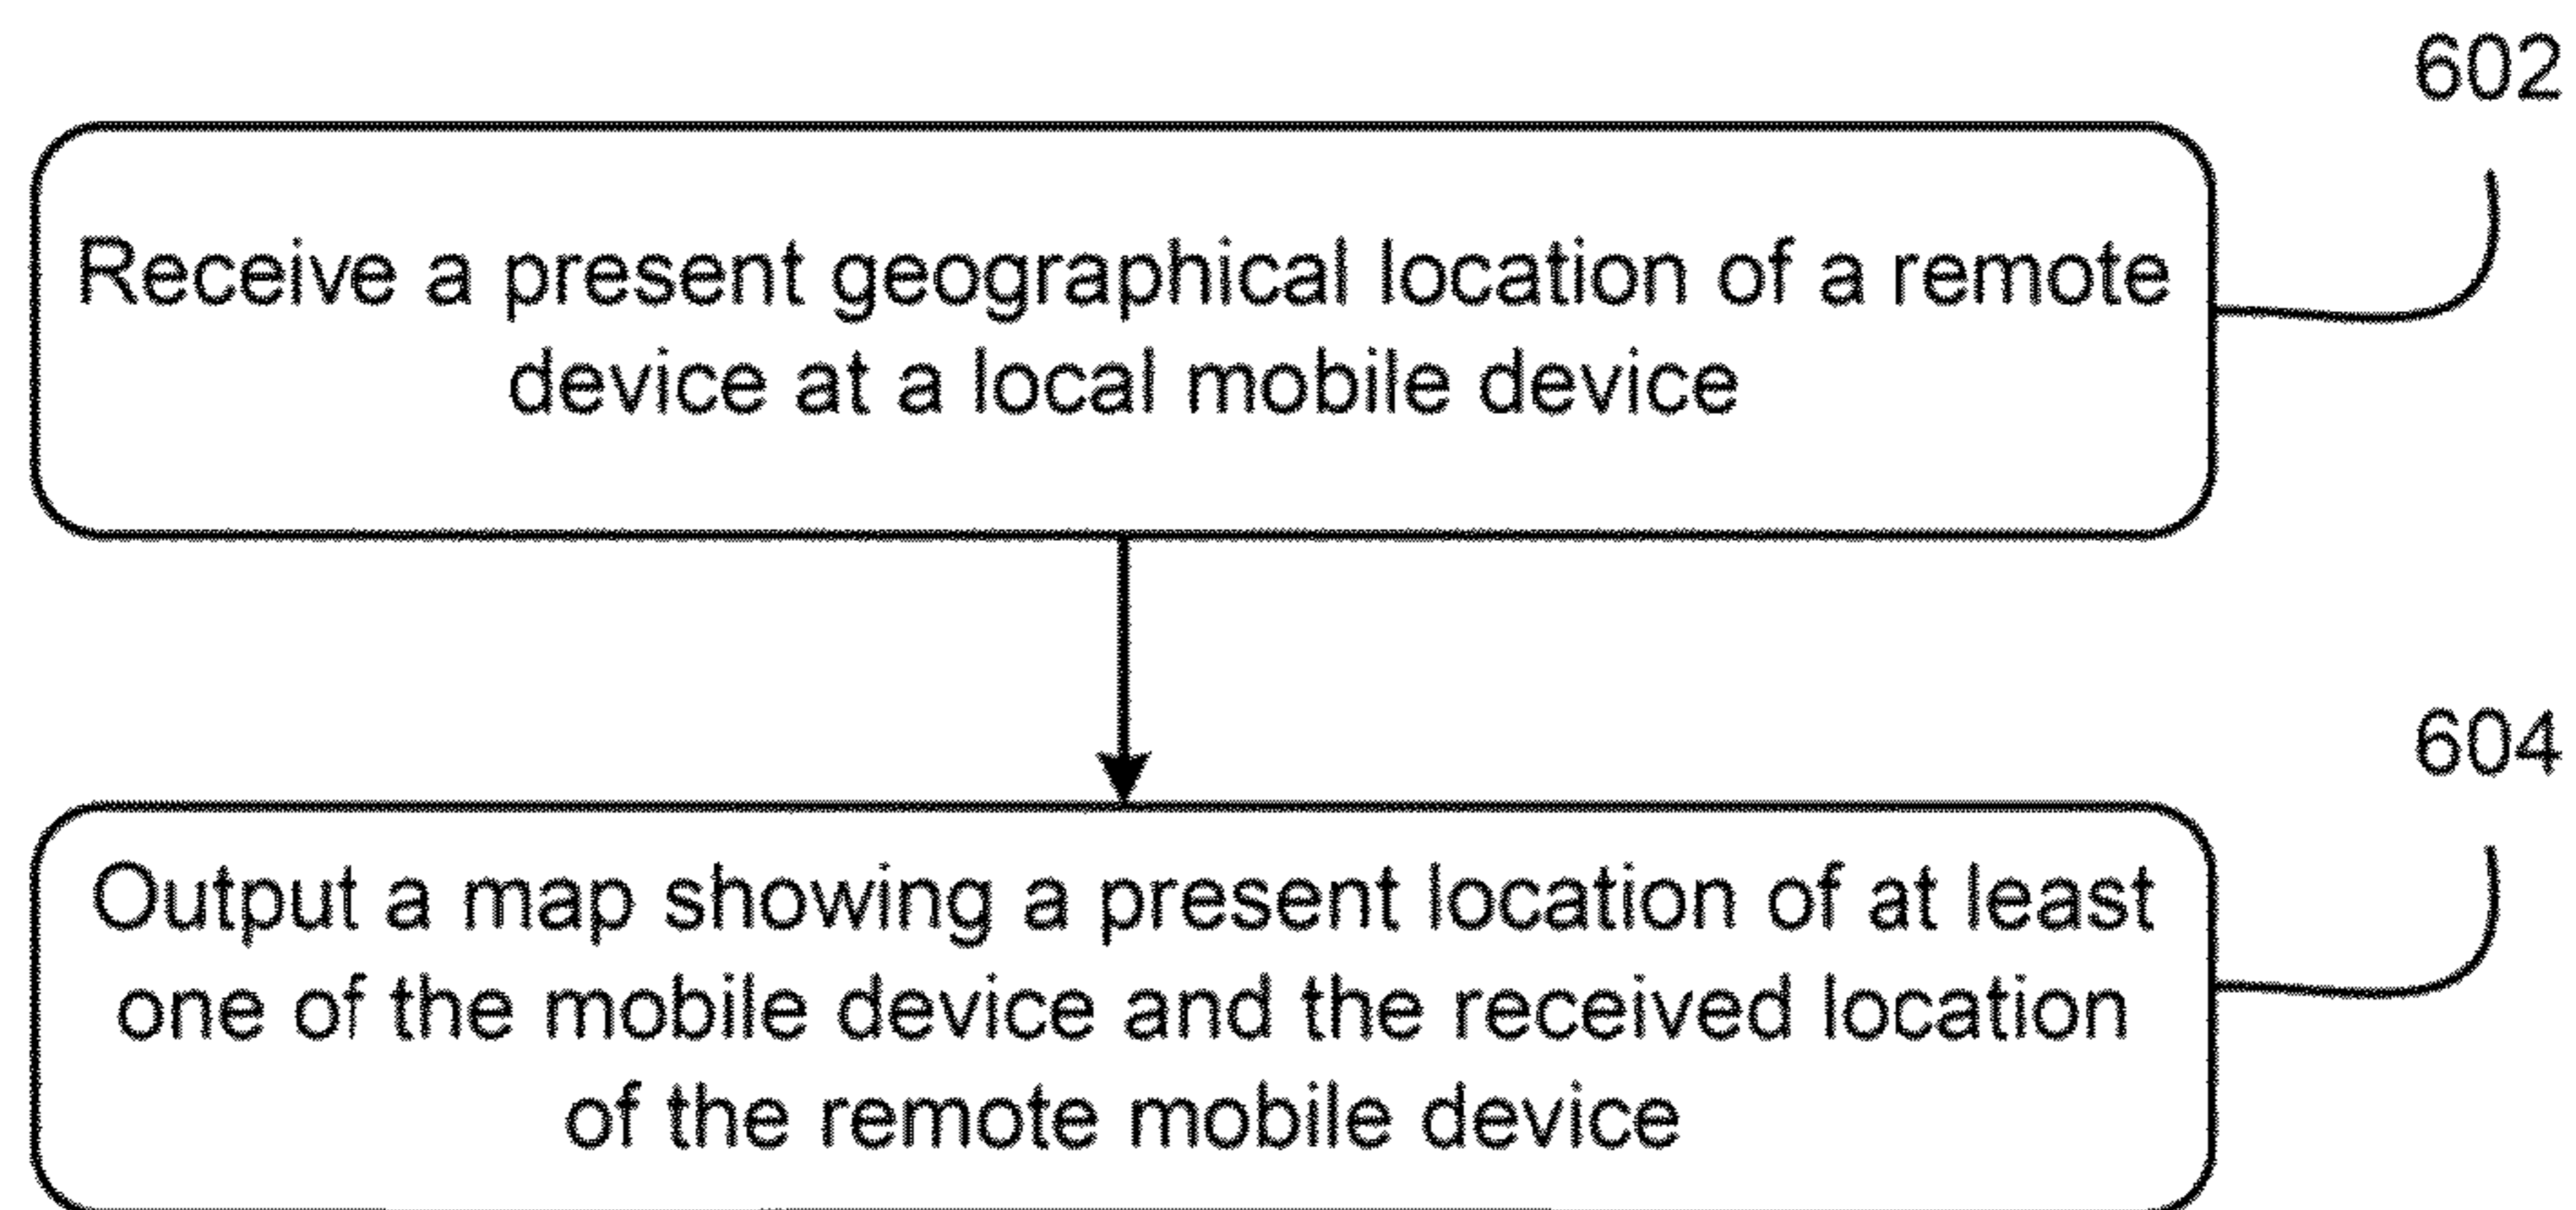 602
Receive a present geographical location of a remote
device at a local mobile device
604
Output a map showing a present location of at least
one of the mobile device and the received location
of the remote mobile device